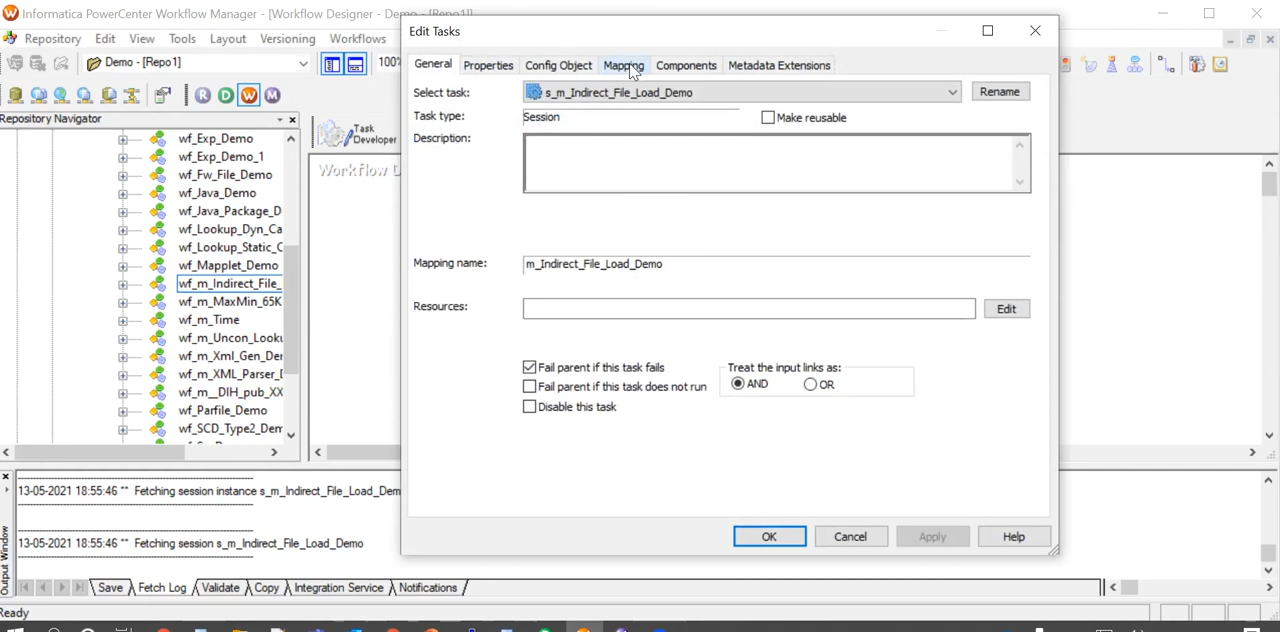 Informatica PowerCenter Workflow Manager - [Workflow Designer - Demo - [Repo1]]
Edit Tasks
Repository Edit View Tools Layout Versioning Workflows
Demo - [Repo1]
100%
R D W M
Repository Navigator
Task
Developer
Workflow D
wf_Exp_Demo
wf_Exp_Demo_1
wf_Fw_File_Demo
wf_Java_Demo
wf_Java_Package_D
wf_Lookup_Dyn_Ca
wf_Lookup_Static_C
wf_Mapplet_Demo
wf_m_Indirect_File_
wf_m_MaxMin_65K
wf_m_Time
wf_m_Uncon_Looku
wf_m_Xml_Gen_Der
wf_m_XML_Parser_D
wf_m__DIH_pub_XX
wf_Parfile_Demo
wf_SCD_Type2_Dem
General Properties Config Object Mapping Components Metadata Extensions
Select task: s_m_Indirect_File_Load_Demo Rename
Task type: Session Make reusable
Description:
Mapping name: m_Indirect_File_Load_Demo
Resources: Edit
Fail parent if this task fails
Fail parent if this task does not run
Disable this task
Treat the input links as:
AND OR
OK Cancel Apply Help
13-05-2021 18:55:46 ** Fetching session instance s_m_Indirect_File_Load_Dem
13-05-2021 18:55:46 ** Fetching session s_m_Indirect_File_Load_Demo
Output Window
Save Fetch Log Validate Copy Integration Service Notifications
Ready